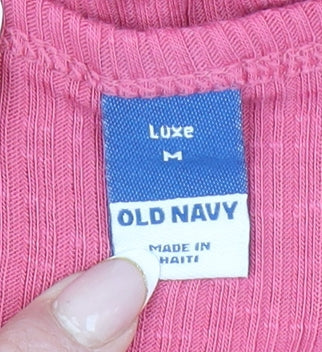 Luxe
M
OLD NAVY
MADE IN
HAITI